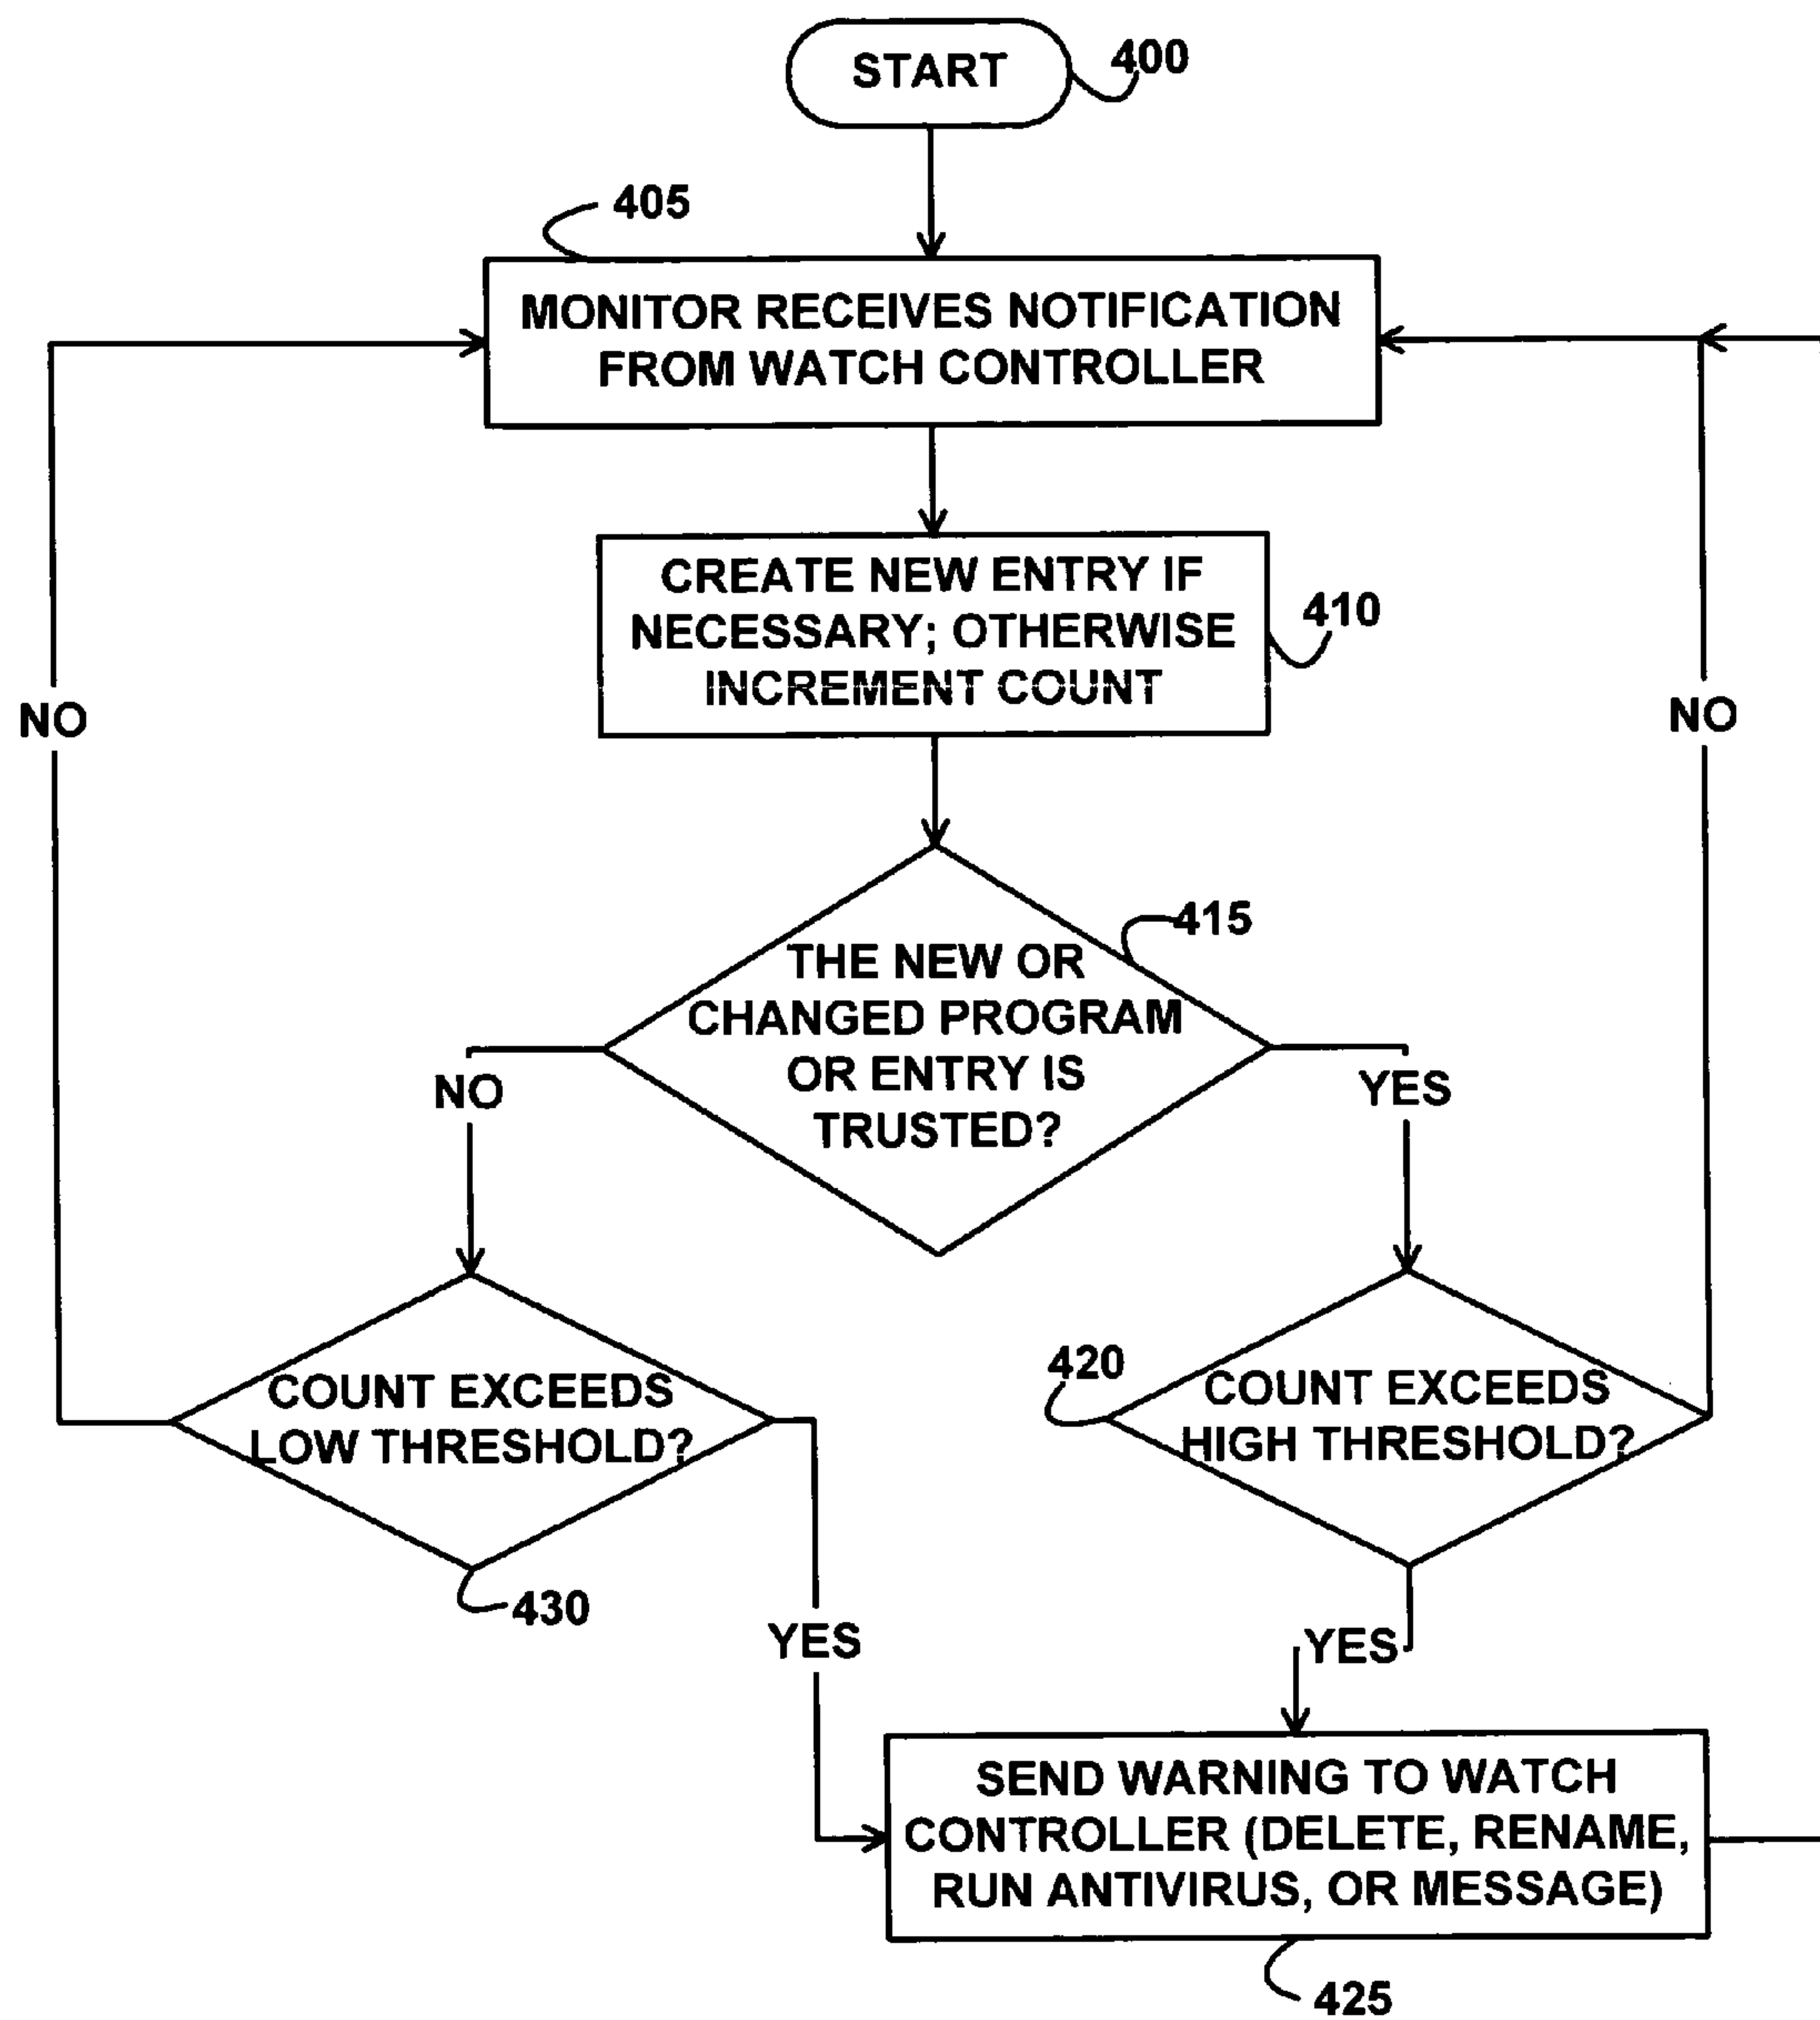 START
400
405
MONITOR RECEIVES NOTIFICATION
FROM WATCH CONTROLLER
CREATE NEW ENTRY IF
NECESSARY; OTHERWISE
INCREMENT COUNT
410
NO
NO
415
THE NEW OR
CHANGED PROGRAM
OR ENTRY IS
TRUSTED?
NO
YES
COUNT EXCEEDS
LOW THRESHOLD?
430
420
COUNT EXCEEDS
HIGH THRESHOLD?
YES
YES
SEND WARNING TO WATCH
CONTROLLER (DELETE, RENAME,
RUN ANTIVIRUS, OR MESSAGE)
425